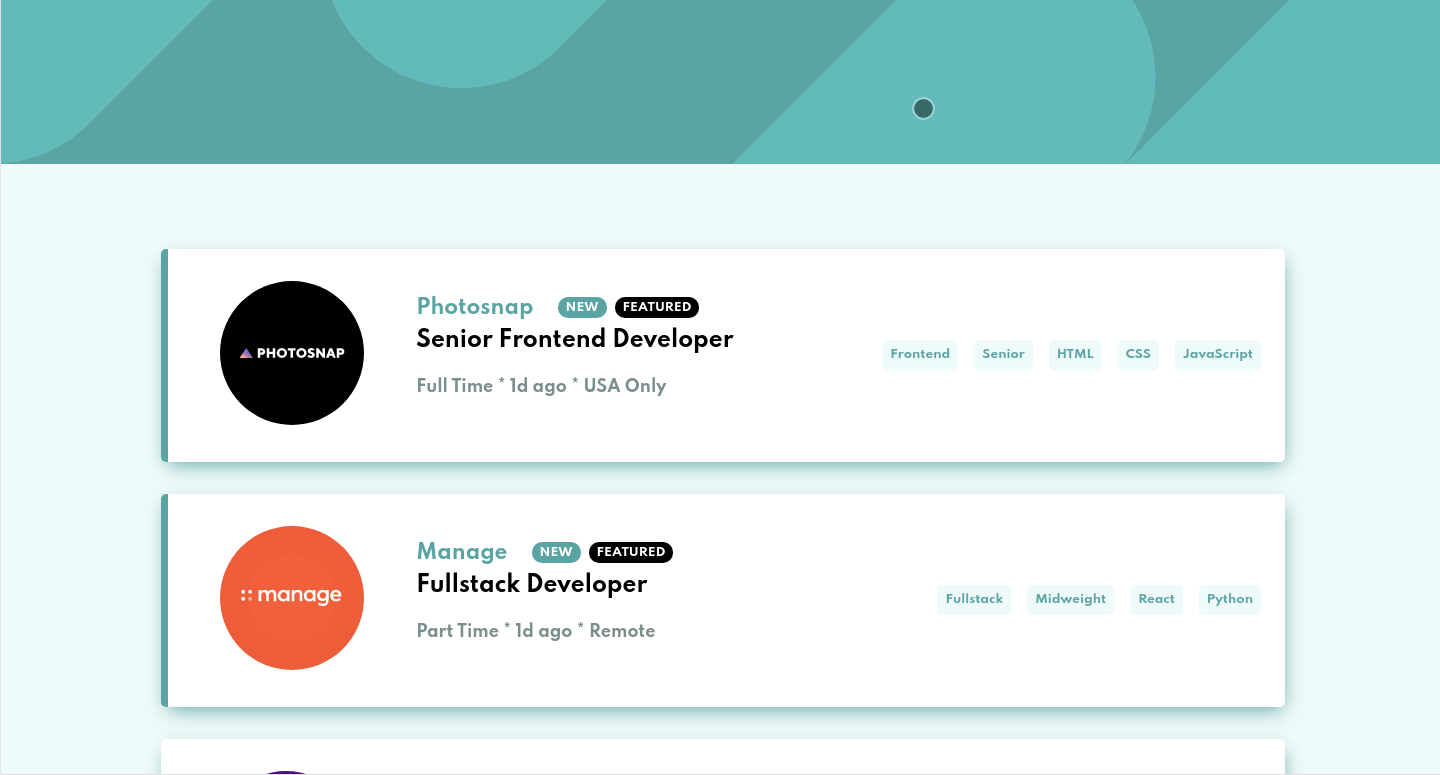 Photosnap NEW FEATURED
PHOTOSNAP
Senior Frontend Developer
Full Time * 1d ago * USA Only
Frontend Senior HTML CSS JavaScript
Manage NEW FEATURED
manage
Fullstack Developer
Part Time * 1d ago * Remote
Fullstack Midweight React Python